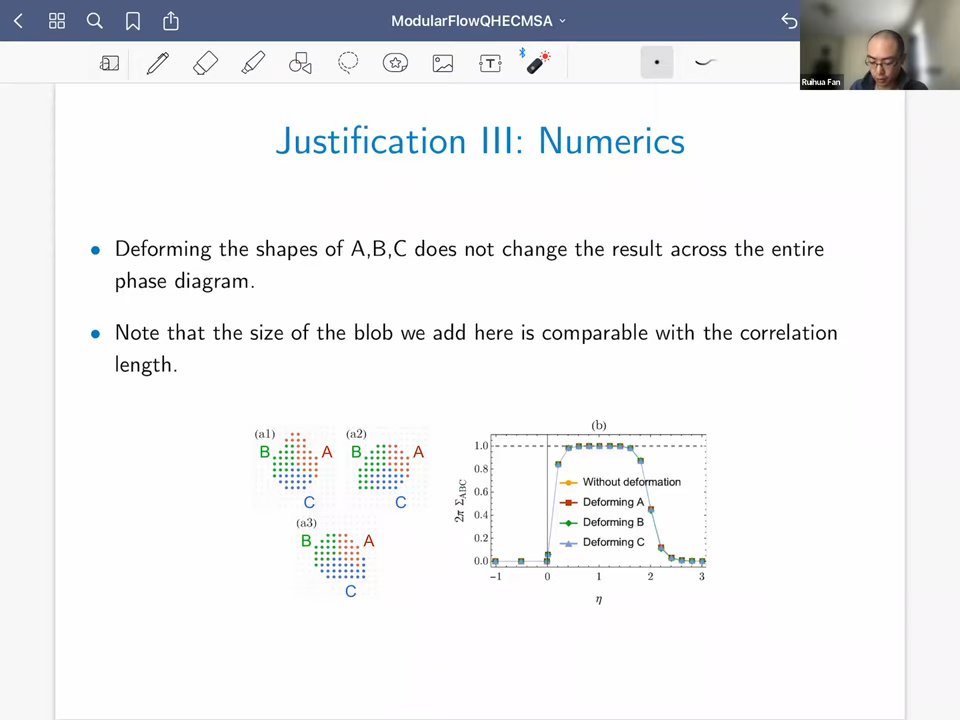 ModularFlowQHECMSA
Ruihua Fan
Justification III: Numerics
• Deforming the shapes of A,B,C does not change the result across the entire
phase diagram.
• Note that the size of the blob we add here is comparable with the correlation
length.
(a1)
B
A
C
(a2)
B
A
C
(a3)
B
A
C
(b)
2π Σ_ABC
1.0
0.8
0.6
0.4
0.2
0.0
Without deformation
Deforming A
Deforming B
Deforming C
−1 0 1 2 3
η